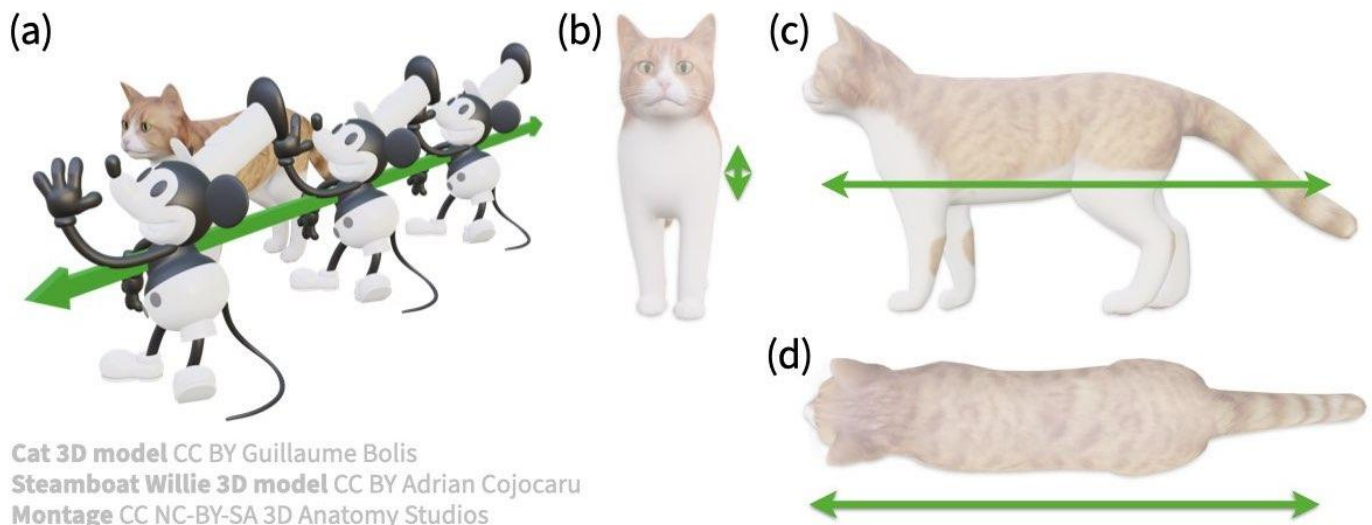 (a)
(b)
(c)
(d)
Cat 3D model CC BY Guillaume Bolis
Steamboat Willie 3D model CC BY Adrian Cojocaru
Montage CC NC-BY-SA 3D Anatomy Studios